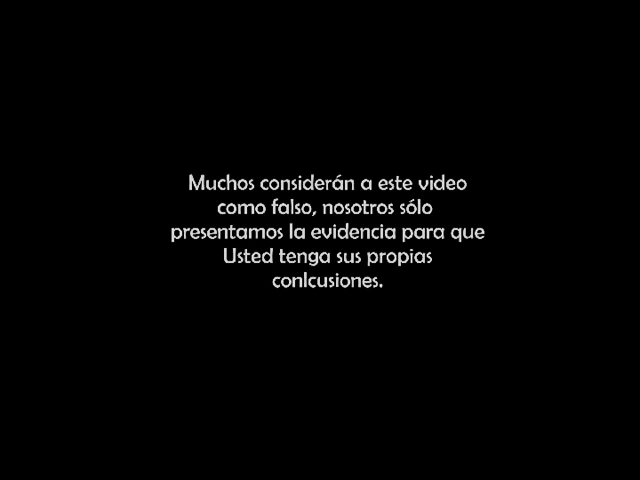 Muchos considerán a este video
como falso, nosotros sólo
presentamos la evidencia para que
Usted tenga sus propias
conlcusiones.